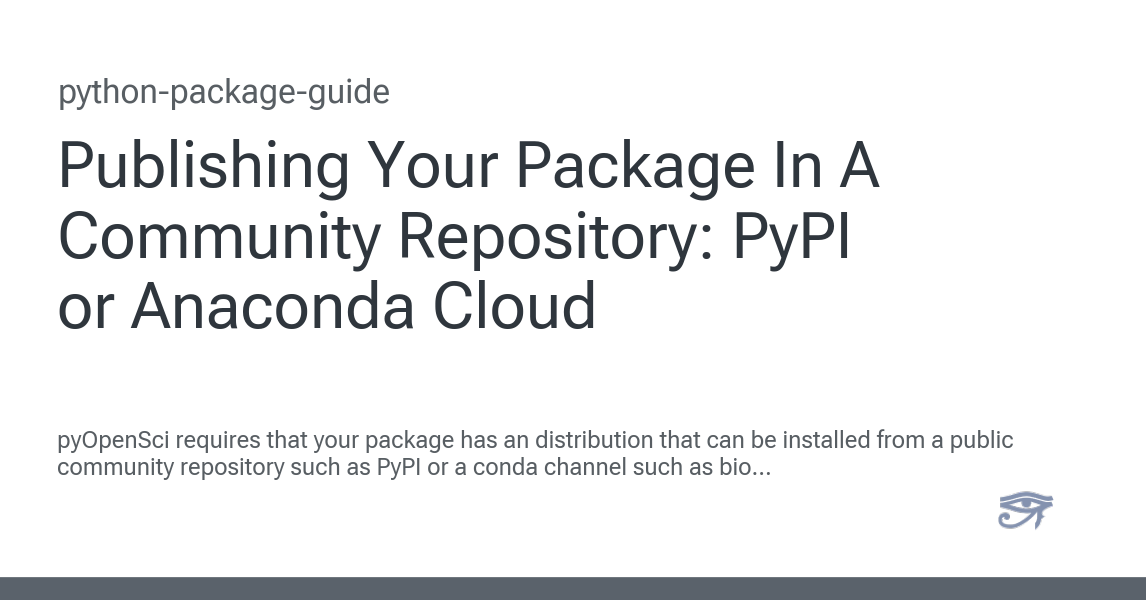 python-package-guide
Publishing Your Package In A
Community Repository: PyPI
or Anaconda Cloud
pyOpenSci requires that your package has an distribution that can be installed from a public
community repository such as PyPI or a conda channel such as bio...